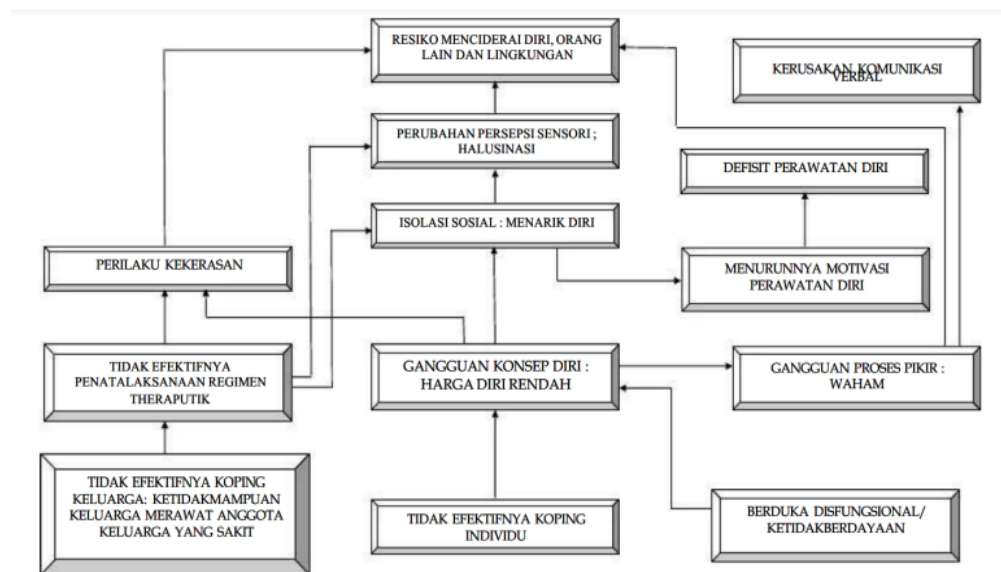 RESIKO MENCIDERAI DIRI, ORANG
LAIN DAN LINGKUNGAN
KERUSAKAN KOMUNIKASI
VERBAL
PERUBAHAN PERSEPSI SENSORI ;
HALUSINASI
DEFISIT PERAWATAN DIRI
ISOLASI SOSIAL : MENARIK DIRI
PERILAKU KEKERASAN
MENURUNNYA MOTIVASI
PERAWATAN DIRI
TIDAK EFEKTIFNYA
PENATALAKSANAAN REGIMEN
THERAPUTIK
GANGGUAN KONSEP DIRI :
HARGA DIRI RENDAH
GANGGUAN PROSES PIKIR :
WAHAM
TIDAK EFEKTIFNYA KOPING
KELUARGA: KETIDAKMAMPUAN
KELUARGA MERAWAT ANGGOTA
KELUARGA YANG SAKIT
TIDAK EFEKTIFNYA KOPING
INDIVIDU
BERDUKA DISFUNGSIONAL/
KETIDAKBERDAYAAN